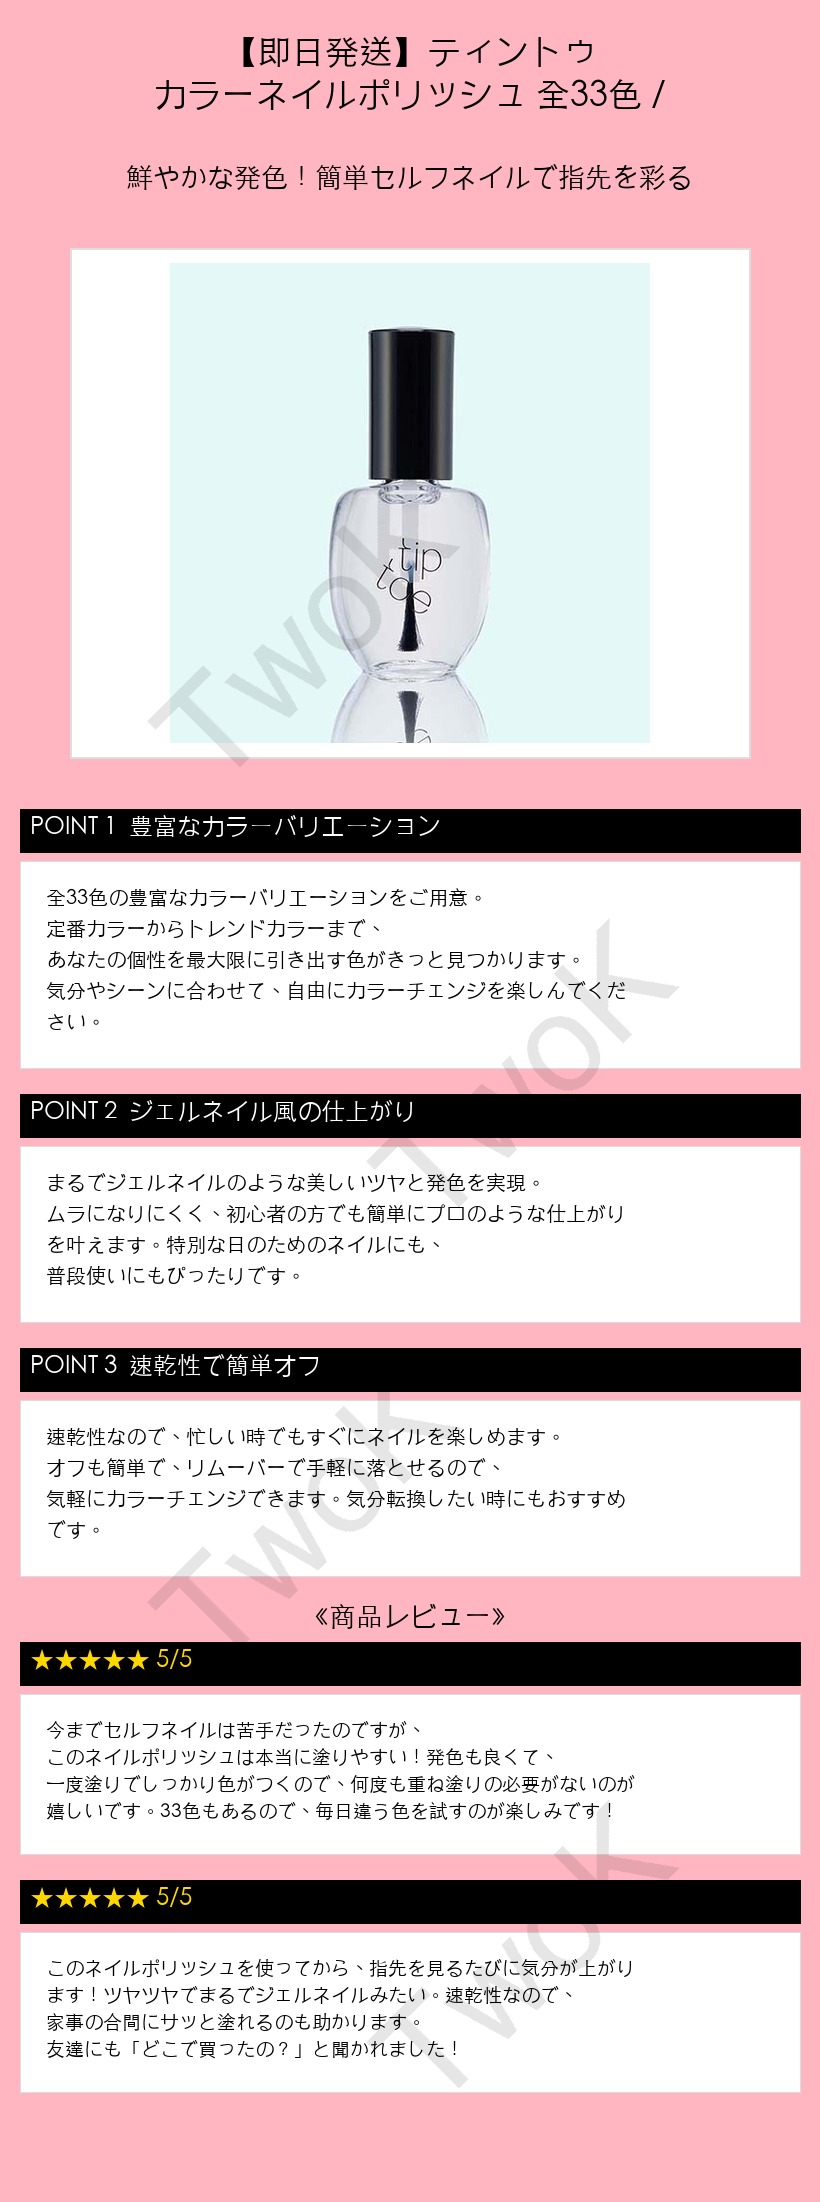 【即日発送】ティントゥ
カラーネイルポリッシュ 全33色 /
鮮やかな発色！簡単セルフネイルで指先を彩る
tip
toe
TwoK
POINT 1 豊富なカラーバリエーション
全33色の豊富なカラーバリエーションをご用意。
定番カラーからトレンドカラーまで、
あなたの個性を最大限に引き出す色がきっと見つかります。
気分やシーンに合わせて、自由にカラーチェンジを楽しんでくだ
さい。
TwoK
POINT 2 ジェルネイル風の仕上がり
まるでジェルネイルのような美しいツヤと発色を実現。
ムラになりにくく、初心者の方でも簡単にプロのような仕上がり
を叶えます。特別な日のためのネイルにも、
普段使いにもぴったりです。
POINT 3 速乾性で簡単オフ
速乾性なので、忙しい時でもすぐにネイルを楽しめます。
オフも簡単で、リムーバーで手軽に落とせるので、
気軽にカラーチェンジできます。気分転換したい時にもおすすめ
です。
TwoK
《商品レビュー》
★★★★★ 5/5
今までセルフネイルは苦手だったのですが、
このネイルポリッシュは本当に塗りやすい！発色も良くて、
一度塗りでしっかり色がつくので、何度も重ね塗りの必要がないのが
嬉しいです。33色もあるので、毎日違う色を試すのが楽しみです！
★★★★★ 5/5
このネイルポリッシュを使ってから、指先を見るたびに気分が上がり
ます！ツヤツヤでまるでジェルネイルみたい。速乾性なので、
家事の合間にサッと塗れるのも助かります。
友達にも「どこで買ったの？」と聞かれました！
TwoK